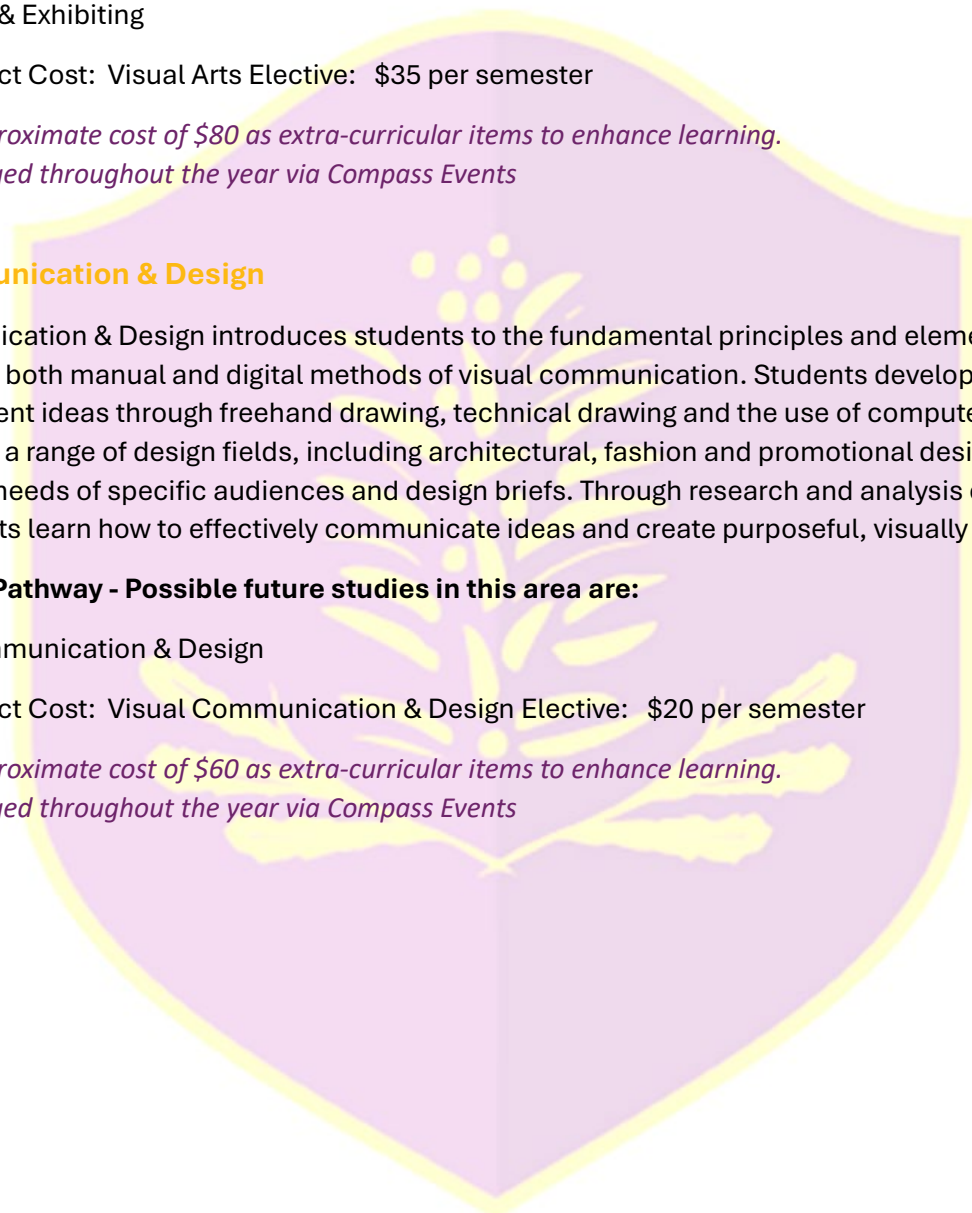 & Exhibiting
ct Cost: Visual Arts Elective: $35 per semester
roximate cost of $80 as extra-curricular items to enhance learning.
ged throughout the year via Compass Events
unication & Design
ication & Design introduces students to the fundamental principles and eleme
both manual and digital methods of visual communication. Students develop
ent ideas through freehand drawing, technical drawing and the use of compute
a range of design fields, including architectural, fashion and promotional desi
needs of specific audiences and design briefs. Through research and analysis
ts learn how to effectively communicate ideas and create purposeful, visually
Pathway - Possible future studies in this area are:
mmunication & Design
ct Cost: Visual Communication & Design Elective: $20 per semester
roximate cost of $60 as extra-curricular items to enhance learning.
ged throughout the year via Compass Events